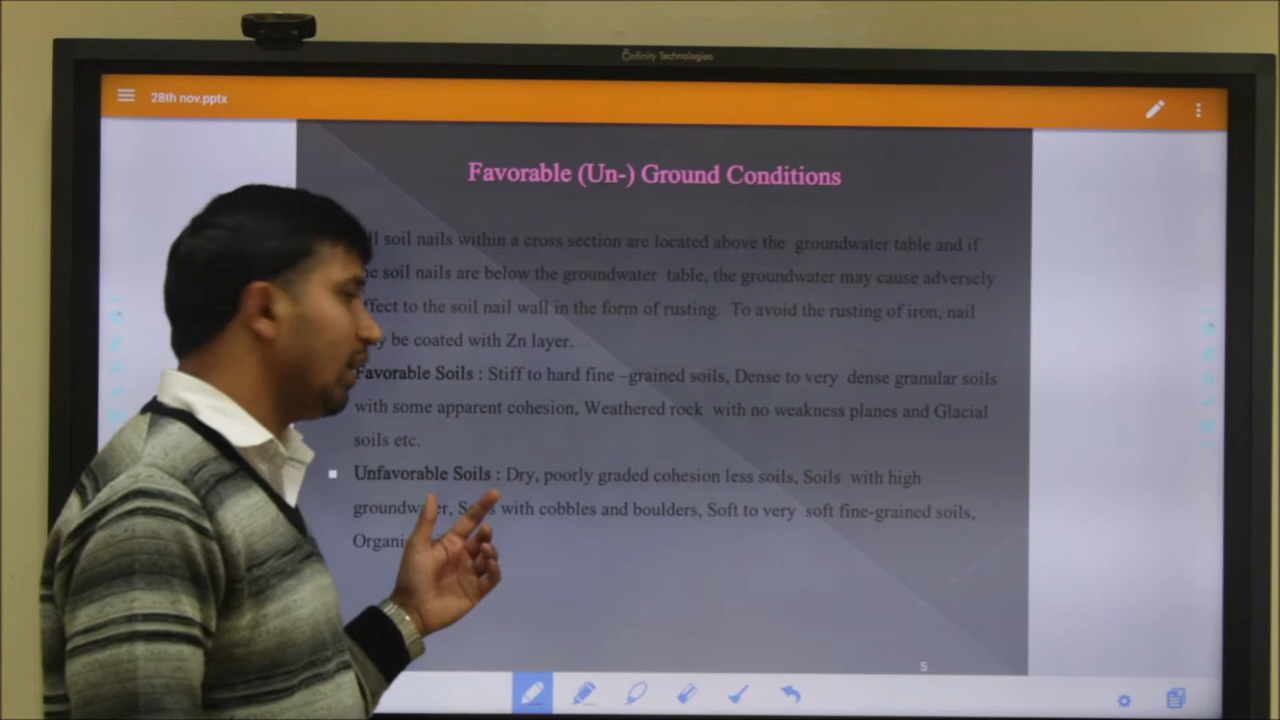 Onfinity Technologies
28th nov.pptx
Favorable (Un-) Ground Conditions
soil nails within a cross section are located above the groundwater table and if
soil nails are below the groundwater table, the groundwater may cause adversely
to the soil nail wall in the form of rusting. To avoid the rusting of iron, nail
be coated with Zn layer.
Favorable Soils : Stiff to hard fine –grained soils, Dense to very dense granular soils
with some apparent cohesion, Weathered rock with no weakness planes and Glacial
soils etc.
Unfavorable Soils : Dry, poorly graded cohesion less soils, Soils with high
groundwater, Soils with cobbles and boulders, Soft to very soft fine-grained soils,
5